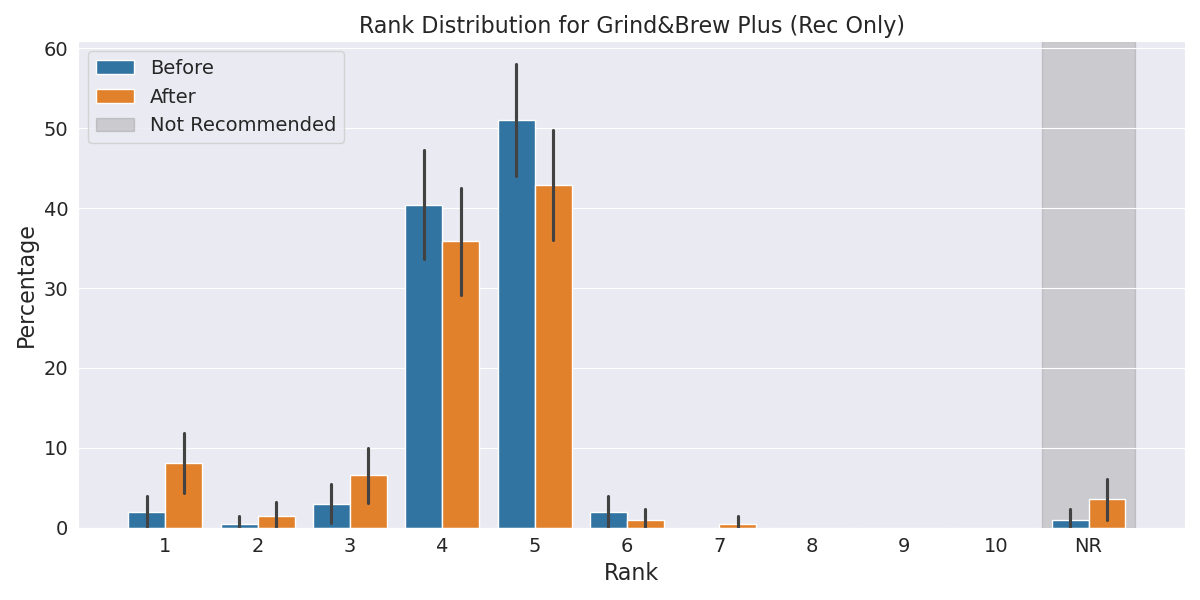 Rank Distribution for Grind&Brew Plus (Rec Only)
Before
After
Not Recommended
Percentage
60
50
40
30
20
10
0
1 2 3 4 5 6 7 8 9 10 NR
Rank